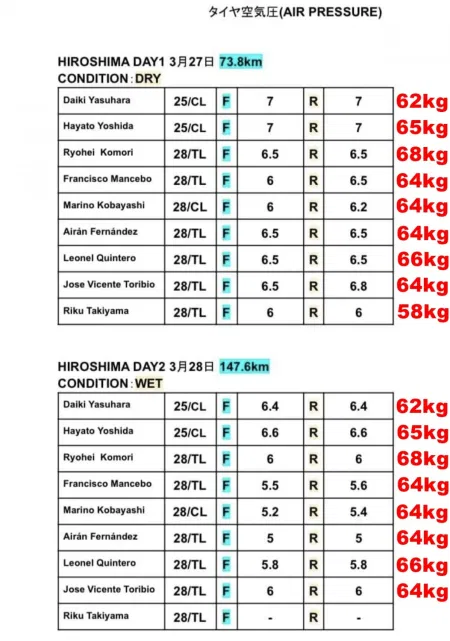 タイヤ空気圧(AIR PRESSURE)
HIROSHIMA DAY1 3月27日 73.8km
CONDITION:DRY
Daiki Yasuhara 25/CL F 7 R 7 62kg
Hayato Yoshida 25/CL F 7 R 7 65kg
Ryohei Komori 28/TL F 6.5 R 6.5 68kg
Francisco Mancebo 28/TL F 6 R 6.5 64kg
Marino Kobayashi 28/CL F 6 R 6.2 64kg
Airán Fernández 28/TL F 6.5 R 6.5 64kg
Leonel Quintero 28/TL F 6.5 R 6.5 66kg
Jose Vicente Toribio 28/TL F 6.5 R 6.8 64kg
Riku Takiyama 28/TL F 6 R 6 58kg
HIROSHIMA DAY2 3月28日 147.6km
CONDITION:WET
Daiki Yasuhara 25/CL F 6.4 R 6.4 62kg
Hayato Yoshida 25/CL F 6.6 R 6.6 65kg
Ryohei Komori 28/TL F 6 R 6 68kg
Francisco Mancebo 28/TL F 5.5 R 5.6 64kg
Marino Kobayashi 28/CL F 5.2 R 5.4 64kg
Airán Fernández 28/TL F 5 R 5 64kg
Leonel Quintero 28/TL F 5.8 R 5.8 66kg
Jose Vicente Toribio 28/TL F 6 R 6 64kg
Riku Takiyama 28/TL F - R -